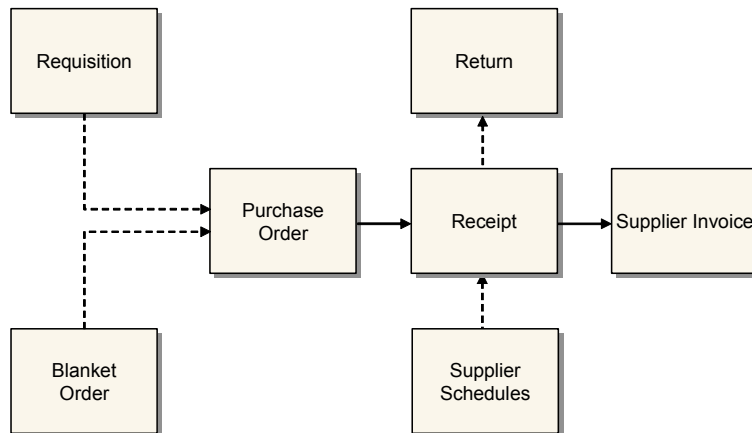 Requisition
Return
Purchase
Order
Receipt
Supplier Invoice
Blanket
Order
Supplier
Schedules